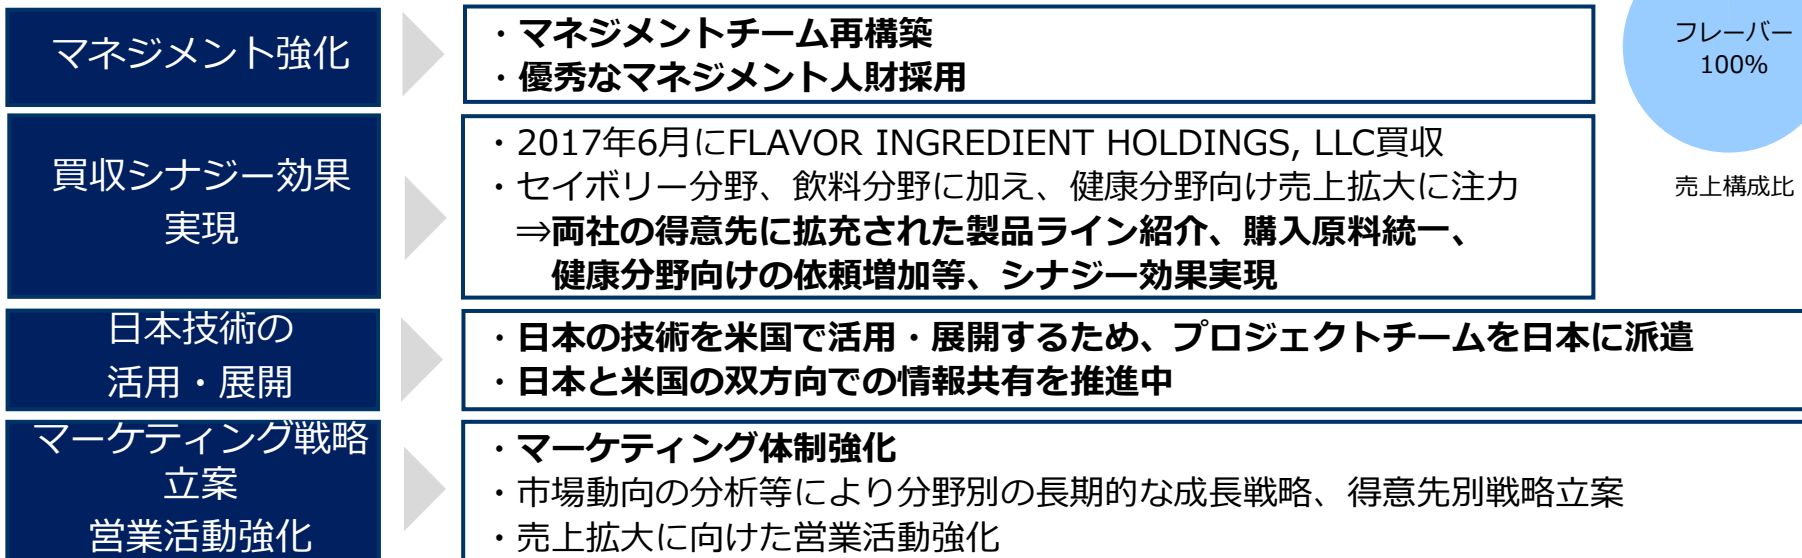 マネジメント強化
・マネジメントチーム再構築
・優秀なマネジメント人財採用
フレーバー
100%
売上構成比
買収シナジー効果
実現
・2017年6月にFLAVOR INGREDIENT HOLDINGS, LLC買収
・セイボリー分野、飲料分野に加え、健康分野向け売上拡大に注力
⇒両社の得意先に拡充された製品ライン紹介、購入原料統一、
健康分野向けの依頼増加等、シナジー効果実現
日本技術の
活用・展開
・日本の技術を米国で活用・展開するため、プロジェクトチームを日本に派遣
・日本と米国の双方向での情報共有を推進中
マーケティング戦略
立案
営業活動強化
・マーケティング体制強化
・市場動向の分析等により分野別の長期的な成長戦略、得意先別戦略立案
・売上拡大に向けた営業活動強化